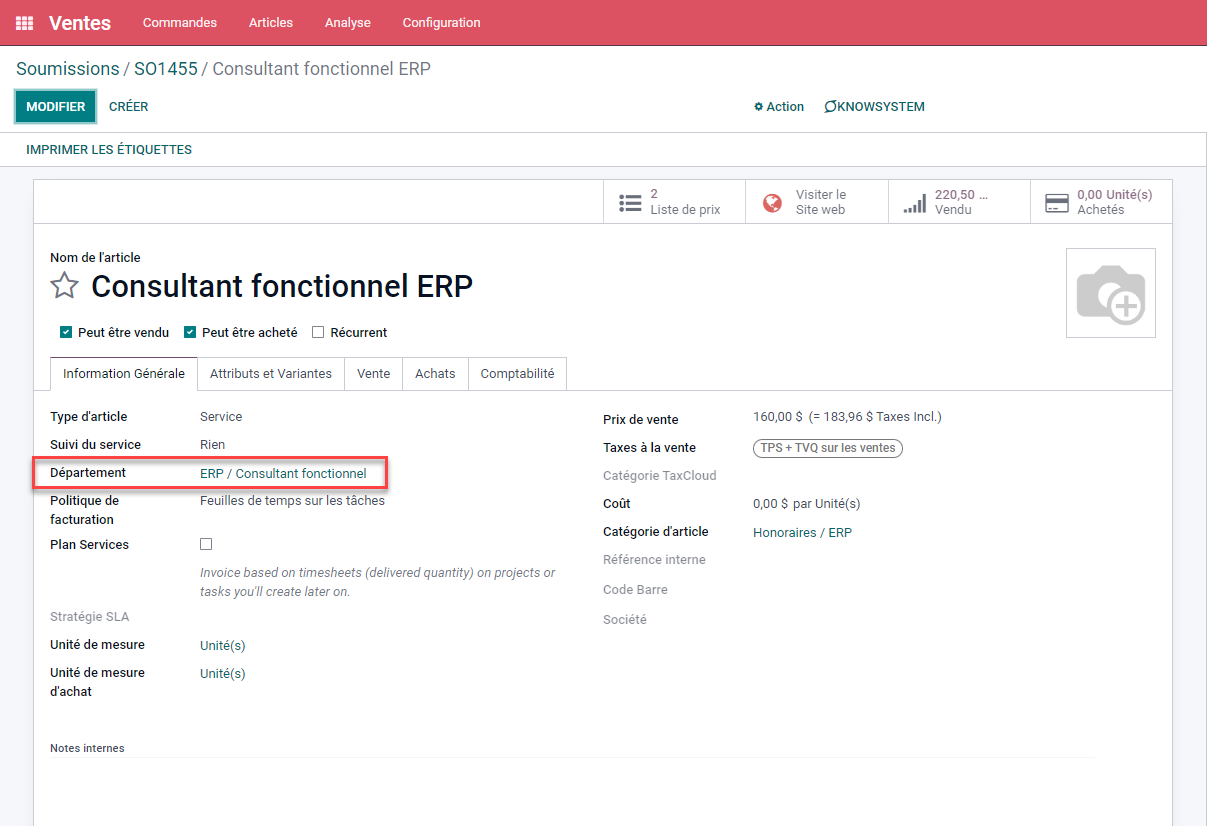 Ventes Commandes Articles Analyse Configuration
Soumissions / SO1455 / Consultant fonctionnel ERP
MODIFIER CRÉER Action KNOWSYSTEM
IMPRIMER LES ÉTIQUETTES
2
Liste de prix
Visiter le
Site web
220,50 ...
Vendu
0,00 Unité(s)
Achetés
Nom de l'article
Consultant fonctionnel ERP
Peut être vendu Peut être acheté Récurrent
Information Générale Attributs et Variantes Vente Achats Comptabilité
Type d'article Service
Suivi du service Rien
Département ERP / Consultant fonctionnel
Politique de facturation Feuilles de temps sur les tâches
Plan Services
Invoice based on timesheets (delivered quantity) on projects or
tasks you'll create later on.
Stratégie SLA
Unité de mesure Unité(s)
Unité de mesure d'achat Unité(s)
Prix de vente 160,00 $ (= 183,96 $ Taxes Incl.)
Taxes à la vente TPS + TVQ sur les ventes
Catégorie TaxCloud
Coût 0,00 $ par Unité(s)
Catégorie d'article Honoraires / ERP
Référence interne
Code Barre
Société
Notes internes